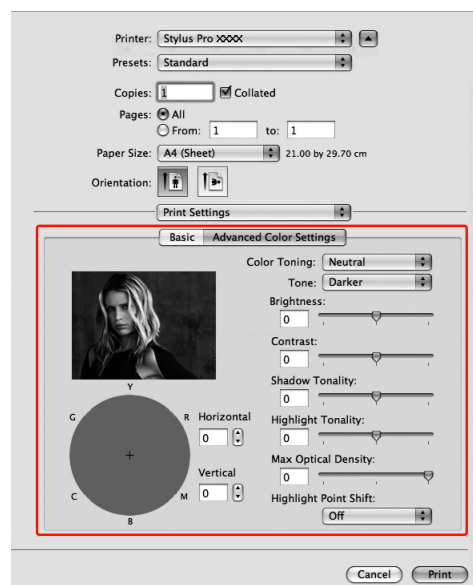 Printer: Stylus Pro XXXX
Presets: Standard
Copies: 1 Collated
Pages: All
From: 1 to: 1
Paper Size: A4 (Sheet) 21.00 by 29.70 cm
Orientation:
Print Settings
Basic Advanced Color Settings
Color Toning: Neutral
Tone: Darker
Brightness:
0
Contrast:
0
Shadow Tonality:
0
Highlight Tonality:
0
Max Optical Density:
0
Highlight Point Shift:
Off
Y
G R
C M
B
Horizontal
0
Vertical
0
Cancel Print